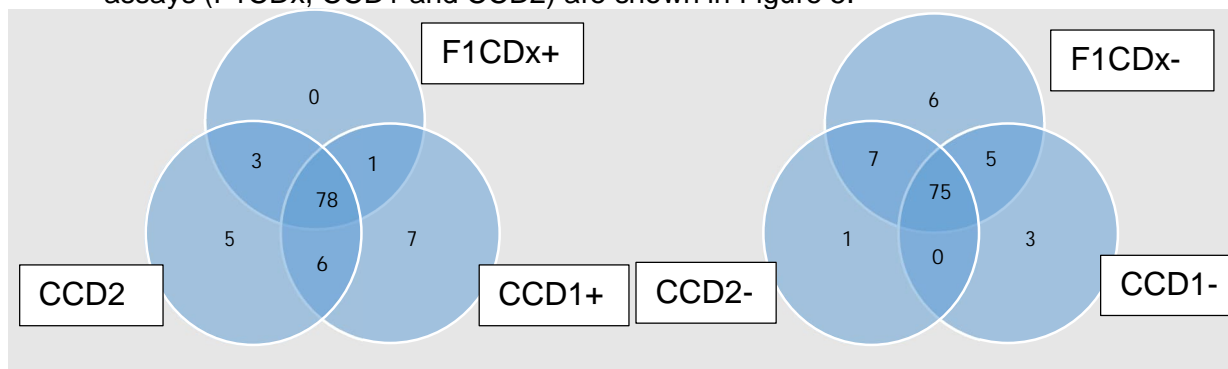 assays (F1CDx, CCD1 and CCD2) are shown in Figure
F1CDx+
0
3
1
78
5
7
6
CCD2
CCD1+
F1CDx-
6
7
5
75
1
3
0
CCD2-
CCD1-